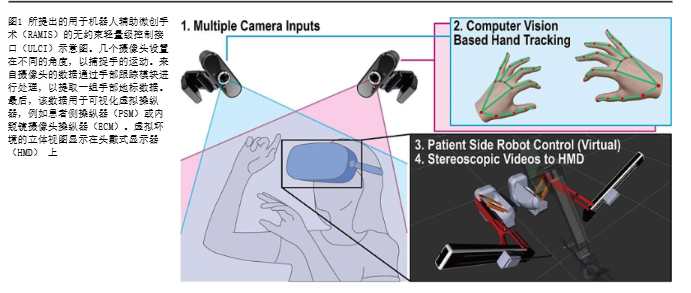 图1 所提出的用于机器人辅助微创手
术（RAMIS）的无约束轻量级控制接
口（ULCI）示意图。几个摄像头设置
在不同的角度，以捕捉手的运动。来
自摄像头的数据通过手部跟踪模块进
行处理，以提取一组手部地标数据。
最后，该数据用于可视化虚拟操纵
器，例如患者侧操纵器（PSM）或内
窥镜摄像头操纵器（ECM）。虚拟环
境的立体视图显示在头戴式显示器
（HMD） 上
1. Multiple Camera Inputs
2. Computer Vision
Based Hand Tracking
3. Patient Side Robot Control (Virtual)
4. Stereoscopic Videos to HMD